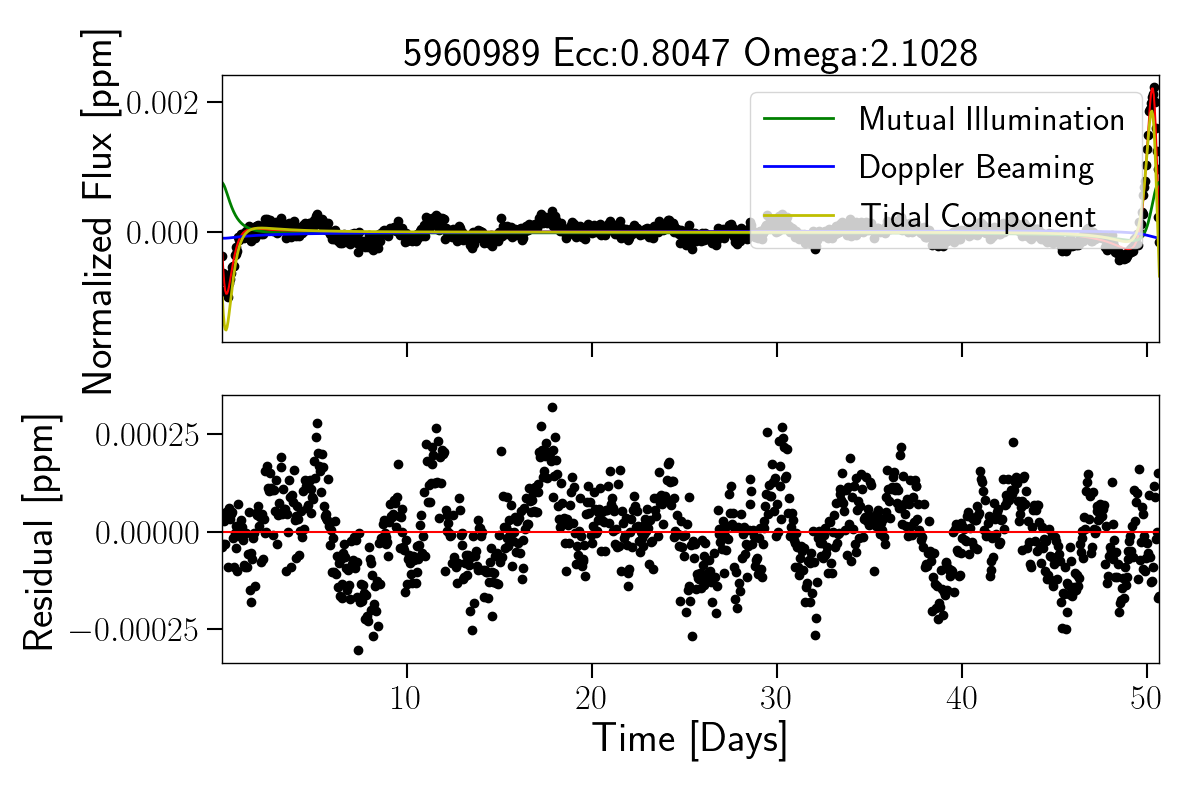 5960989 Ecc:0.8047 Omega:2.1028
Normalized Flux [ppm]
0.002
0.000
Mutual Illumination
Doppler Beaming
Tidal Component
Residual [ppm]
0.00025
0.00000
−0.00025
10 20 30 40 50
Time [Days]